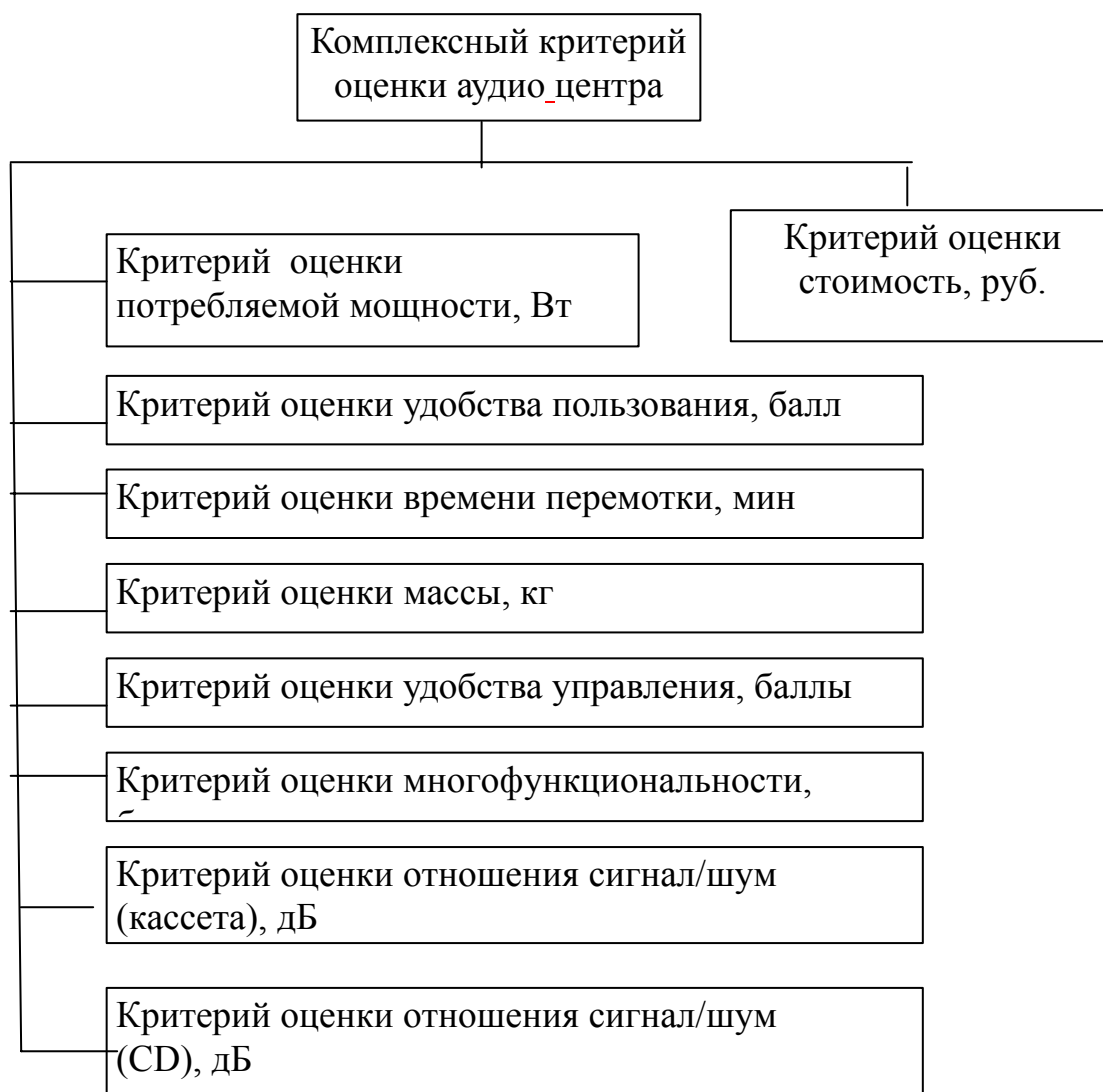 Комплексный критерий
оценки аудио центра
Критерий оценки
стоимость, руб.
Критерий оценки
потребляемой мощности, Вт
Критерий оценки удобства пользования, балл
Критерий оценки времени перемотки, мин
Критерий оценки массы, кг
Критерий оценки удобства управления, баллы
Критерий оценки многофункциональности,
Критерий оценки отношения сигнал/шум
(кассета), дБ
Критерий оценки отношения сигнал/шум
(CD), дБ